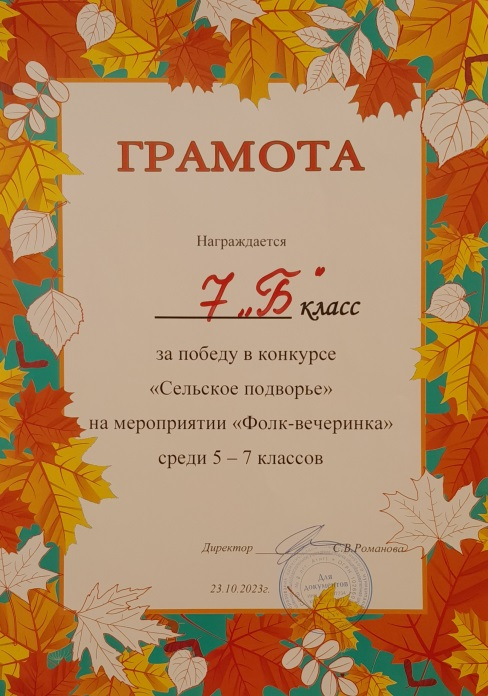 ГРАМОТА
Награждается
7 „Б“ класс
за победу в конкурсе
«Сельское подворье»
на мероприятии «Фолк-вечеринка»
среди 5 – 7 классов
Директор С.В.Романова
Для
документов
23.10.2023г.